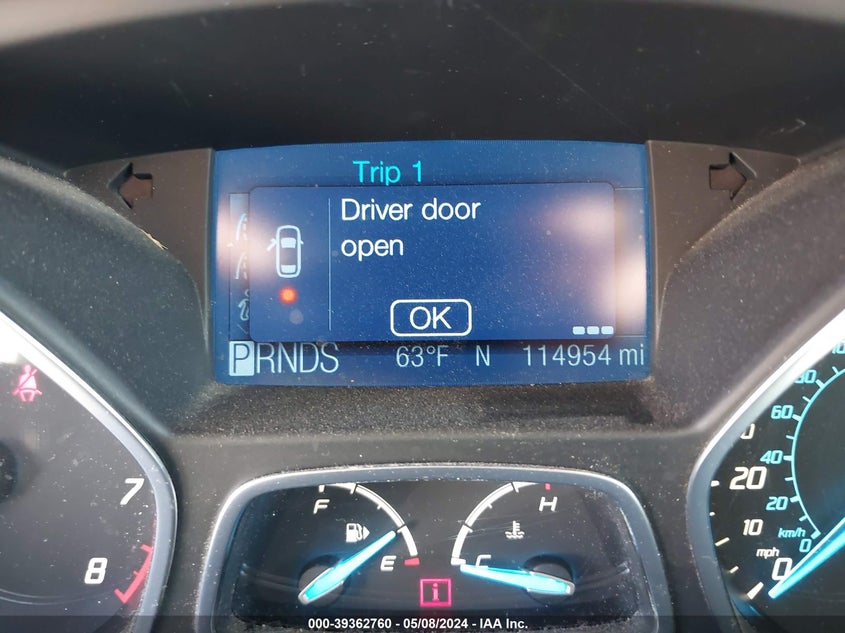 Trip 1
Driver door
open
OK
PRNDS 63°F N 114954 mi
7
8
F
E
H
C
i
60
40
20
0
km/h
20
10
0
mph
000-39362760 - 05/08/2024 - IAA Inc.